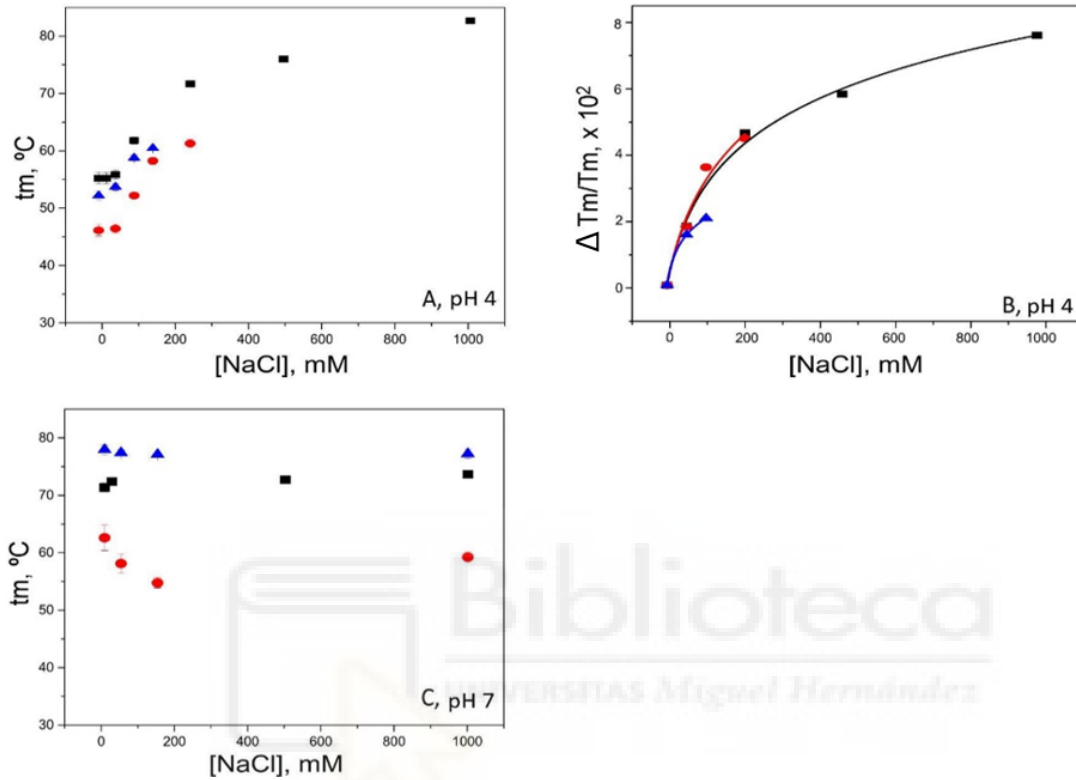 80
70
60
50
40
30
tm, ºC
0 200 400 600 800 1000
[NaCl], mM
A, pH 4
8
6
4
2
0
Δ Tm/Tm, x 10²
0 200 400 600 800 1000
[NaCl], mM
B, pH 4
80
70
60
50
40
30
tm, ºC
0 200 400 600 800 1000
[NaCl], mM
C, pH 7
Biblioteca
UNIVERSITAS Miguel Hernández